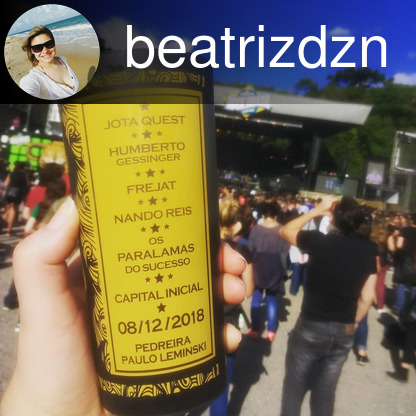 beatrizdzn
JOTA QUEST
HUMBERTO
GESSINGER
FREJAT
NANDO REIS
OS
PARALAMAS
DO SUCESSO
CAPITAL INICIAL
08/12/2018
PEDREIRA
PAULO LEMINSKI